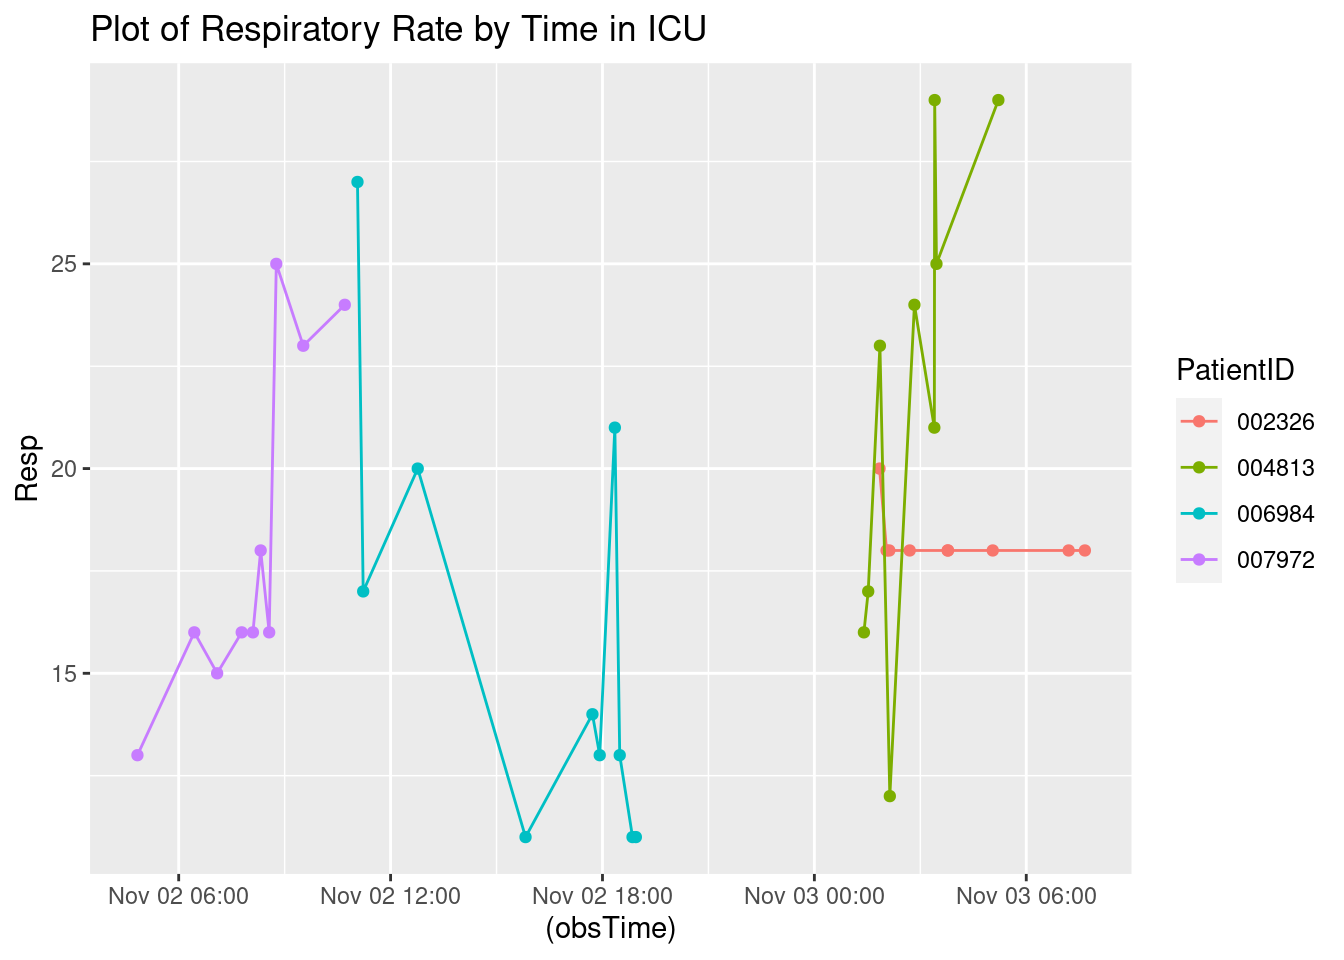 Plot of Respiratory Rate by Time in ICU
25
20
15
Resp
Nov 02 06:00
Nov 02 12:00
Nov 02 18:00
Nov 03 00:00
Nov 03 06:00
(obsTime)
PatientID
002326
004813
006984
007972